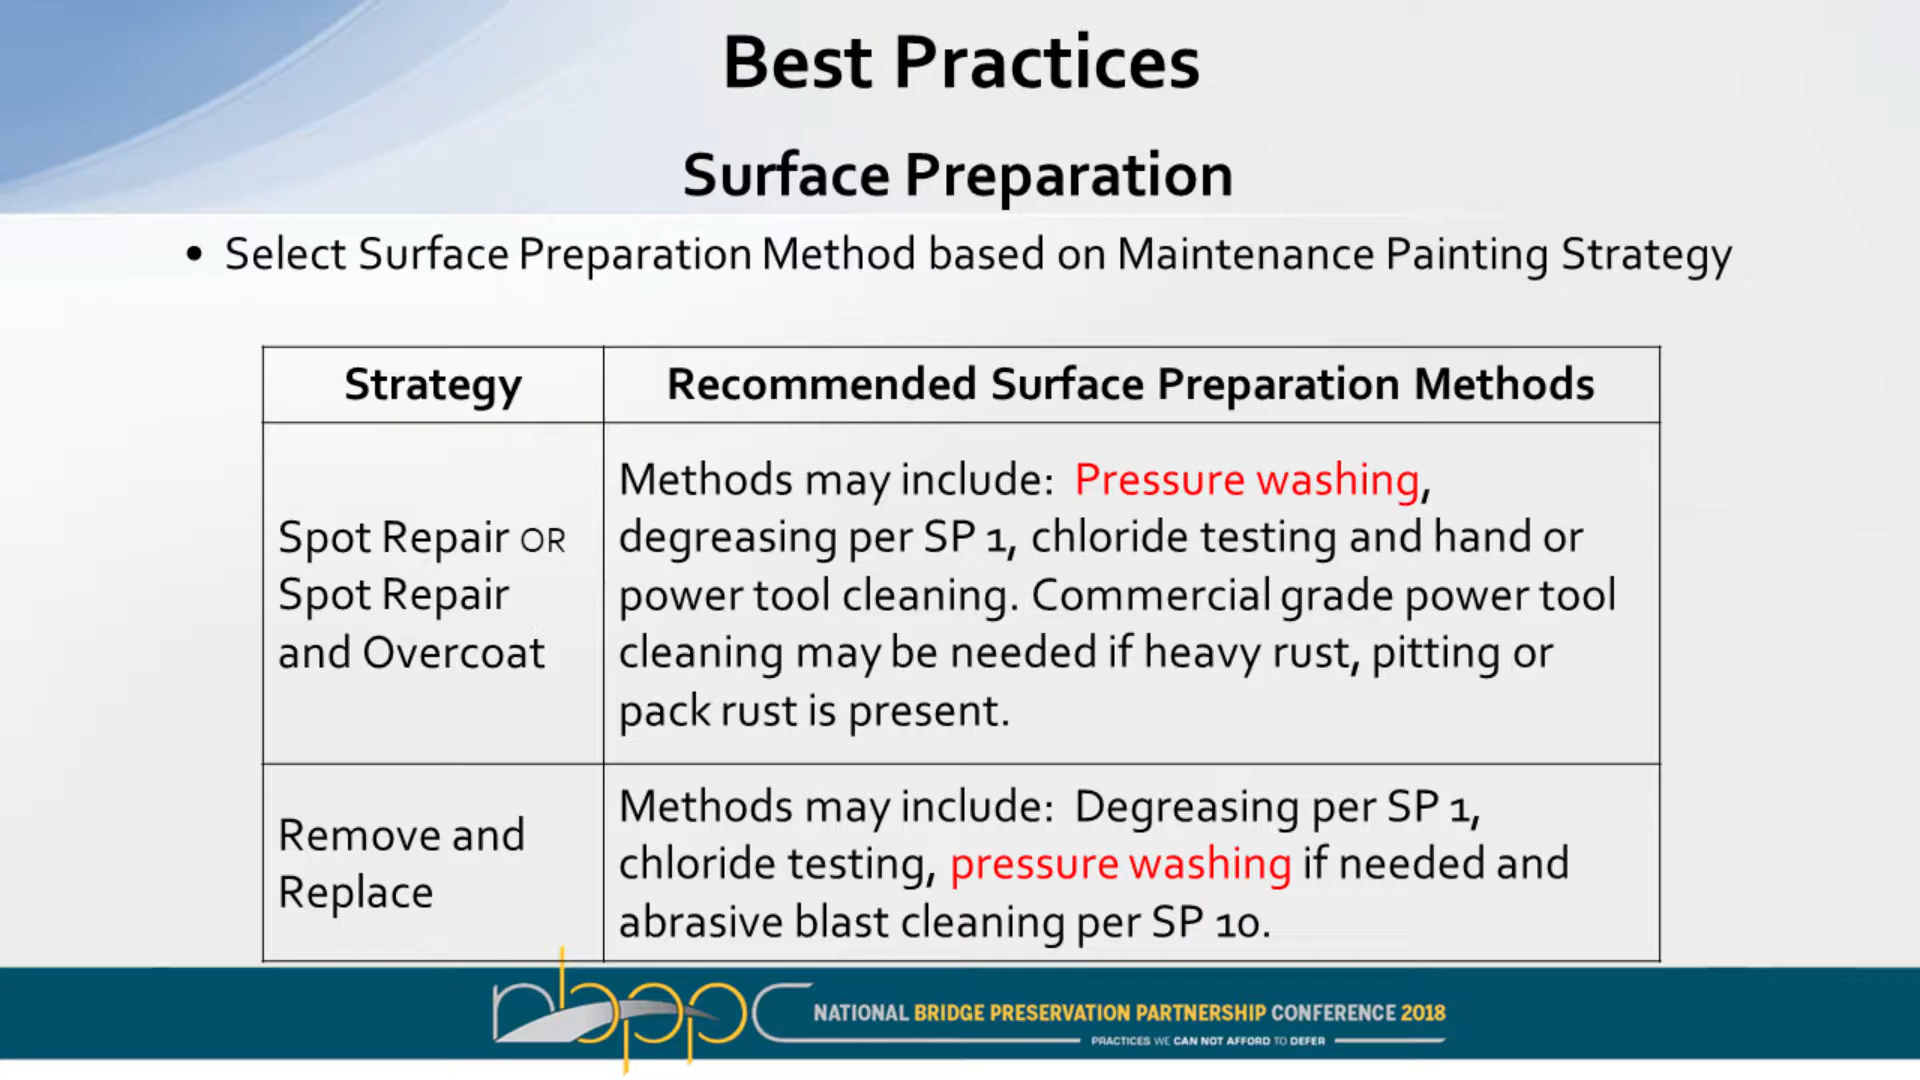 Best Practices
Surface Preparation
• Select Surface Preparation Method based on Maintenance Painting Strategy
Strategy
Recommended Surface Preparation Methods
Spot Repair OR
Spot Repair
and Overcoat
Methods may include: Pressure washing,
degreasing per SP 1, chloride testing and hand or
power tool cleaning. Commercial grade power tool
cleaning may be needed if heavy rust, pitting or
pack rust is present.
Remove and
Replace
Methods may include: Degreasing per SP 1,
chloride testing, pressure washing if needed and
abrasive blast cleaning per SP 10.
nbppc
NATIONAL BRIDGE PRESERVATION PARTNERSHIP CONFERENCE 2018
PRACTICES WE CAN NOT AFFORD TO DEFER